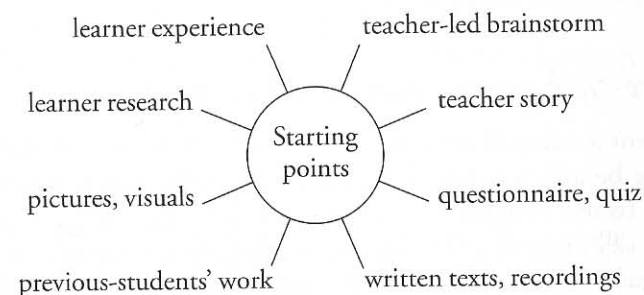 learner experience
teacher-led brainstorm
learner research
teacher story
Starting
points
pictures, visuals
questionnaire, quiz
previous-students' work
written texts, recordings